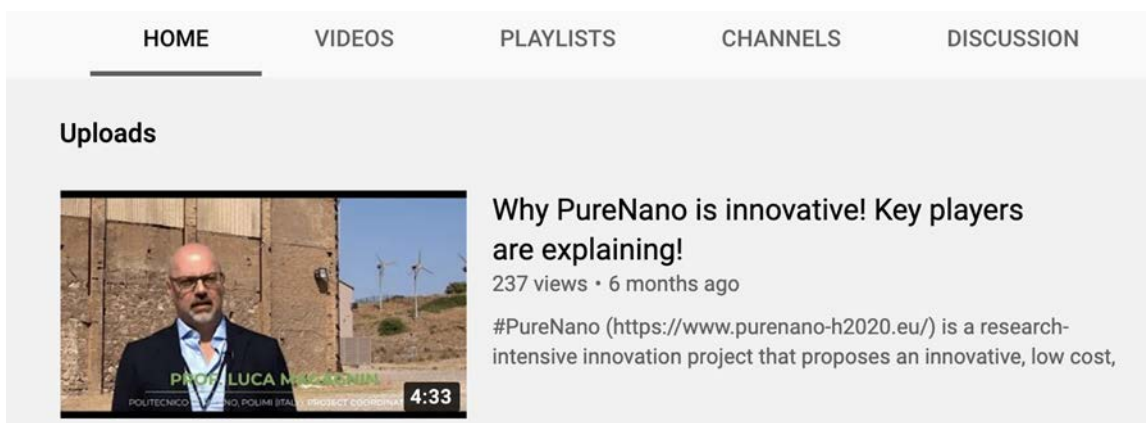 HOME VIDEOS PLAYLISTS CHANNELS DISCUSSION
Uploads
Why PureNano is innovative! Key players
are explaining!
237 views • 6 months ago
#PureNano (https://www.purenano-h2020.eu/) is a research-
intensive innovation project that proposes an innovative, low cost,
PROF. LUCA
POLITECNICO NO, POLIMI (ITALY), PROJECT
4:33